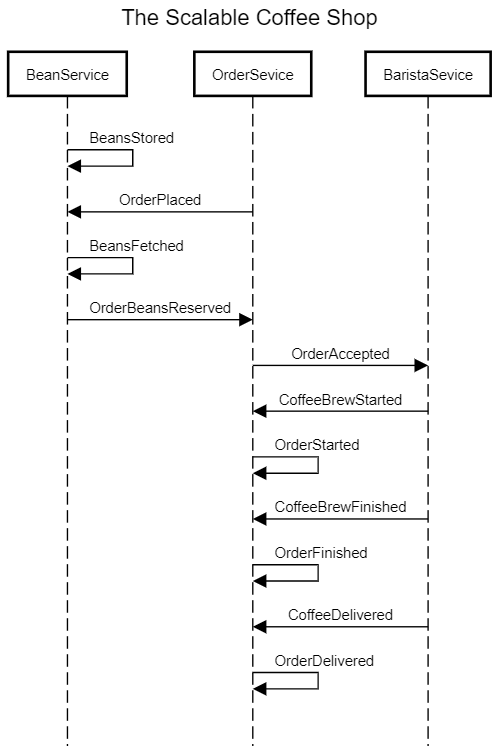 The Scalable Coffee Shop
BeanService
OrderSevice
BaristaSevice
BeansStored
OrderPlaced
BeansFetched
OrderBeansReserved
OrderAccepted
CoffeeBrewStarted
OrderStarted
CoffeeBrewFinished
OrderFinished
CoffeeDelivered
OrderDelivered